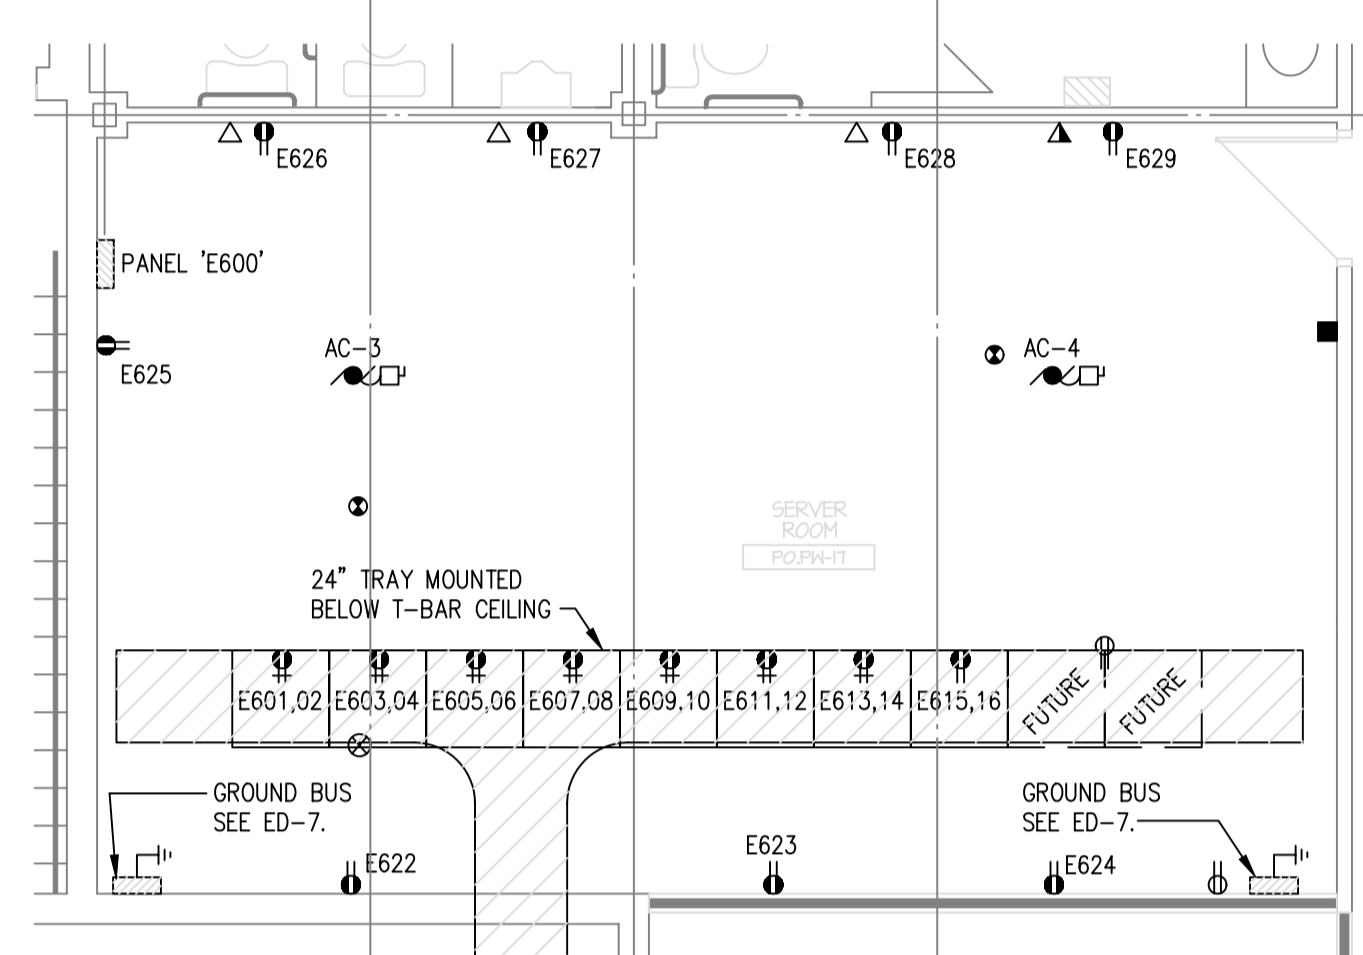 E626
E627
E628
E629
PANEL 'E600'
E625
AC-3
AC-4
SERVER
ROOM
PO.PW-17
24” TRAY MOUNTED
BELOW T-BAR CEILING
E601,02
E603,04
E605,06
E607,08
E609,10
E611,12
E613,14
E615,16
FUTURE
FUTURE
GROUND BUS
SEE ED-7.
GROUND BUS
SEE ED-7.
E622
E623
E624